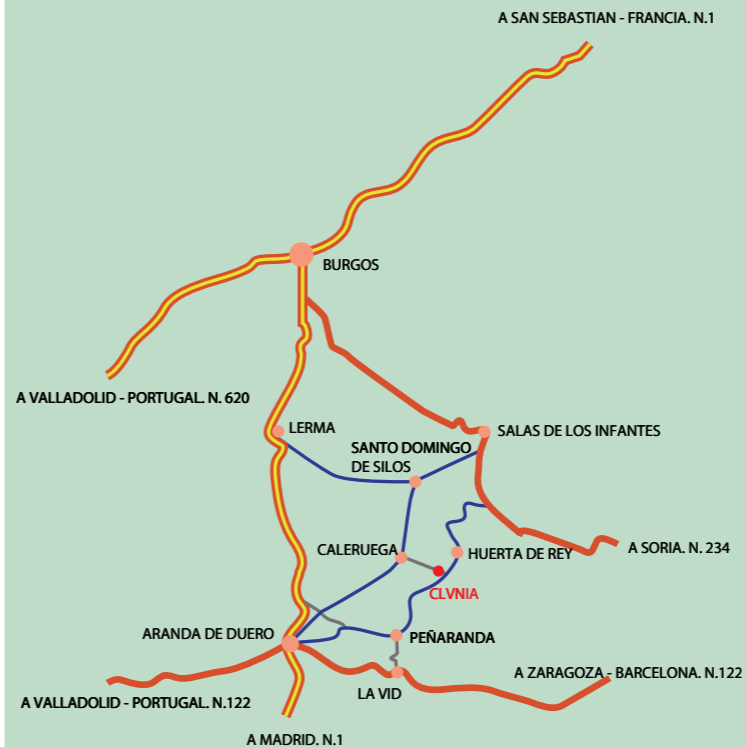 A SAN SEBASTIAN - FRANCIA. N.1
BURGOS
A VALLADOLID - PORTUGAL. N. 620
LERMA
SALAS DE LOS INFANTES
SANTO DOMINGO
DE SILOS
CALERUEGA
HUERTA DE REY
A SORIA. N. 234
CLVNIA
ARANDA DE DUERO
PEÑARANDA
A ZARAGOZA - BARCELONA. N.122
LA VID
A VALLADOLID - PORTUGAL. N.122
A MADRID. N.1